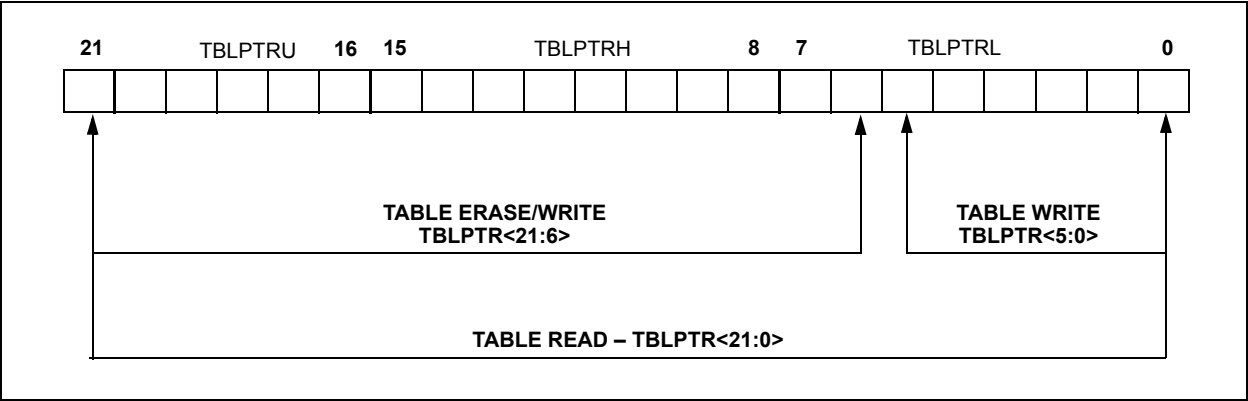 21 TBLPTRU 16 15 TBLPTRH 8 7 TBLPTRL 0
TABLE ERASE/WRITE
TBLPTR<21:6>
TABLE WRITE
TBLPTR<5:0>
TABLE READ – TBLPTR<21:0>